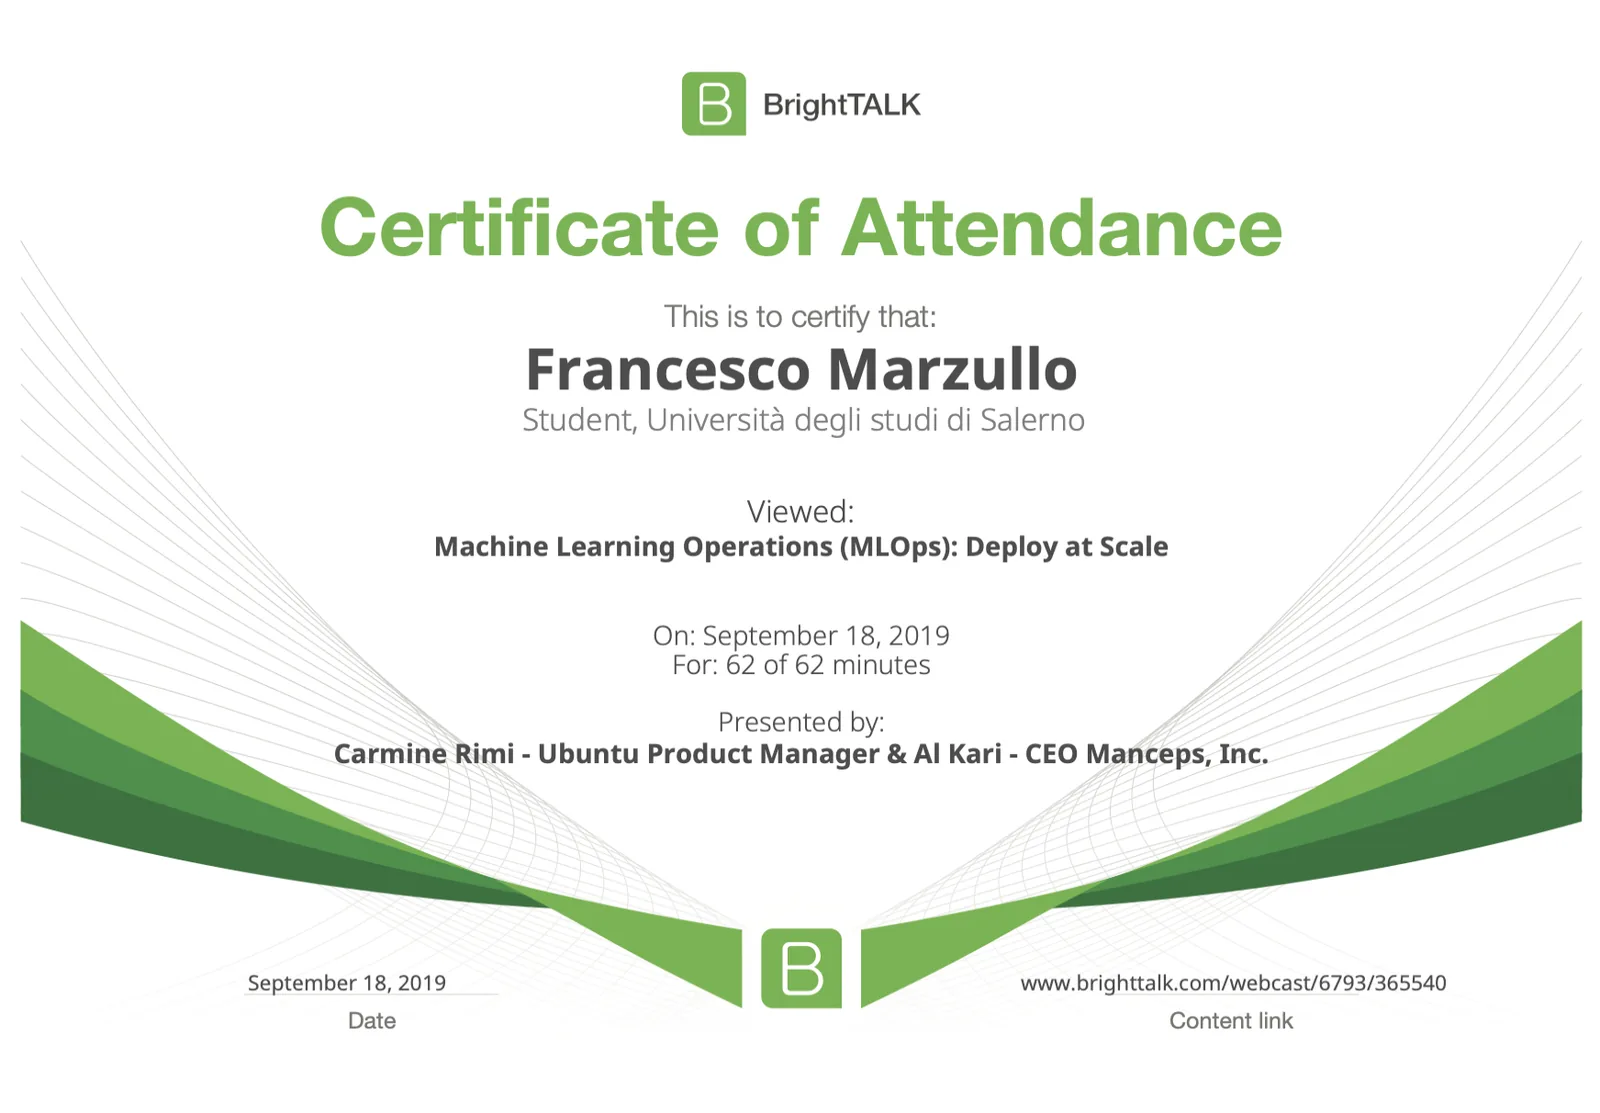 B BrightTALK
Certificate of Attendance
This is to certify that:
Francesco Marzullo
Student, Università degli studi di Salerno
Viewed:
Machine Learning Operations (MLOps): Deploy at Scale
On: September 18, 2019
For: 62 of 62 minutes
Presented by:
Carmine Rimi - Ubuntu Product Manager & Al Kari - CEO Manceps, Inc.
B
September 18, 2019
Date
www.brighttalk.com/webcast/6793/365540
Content link